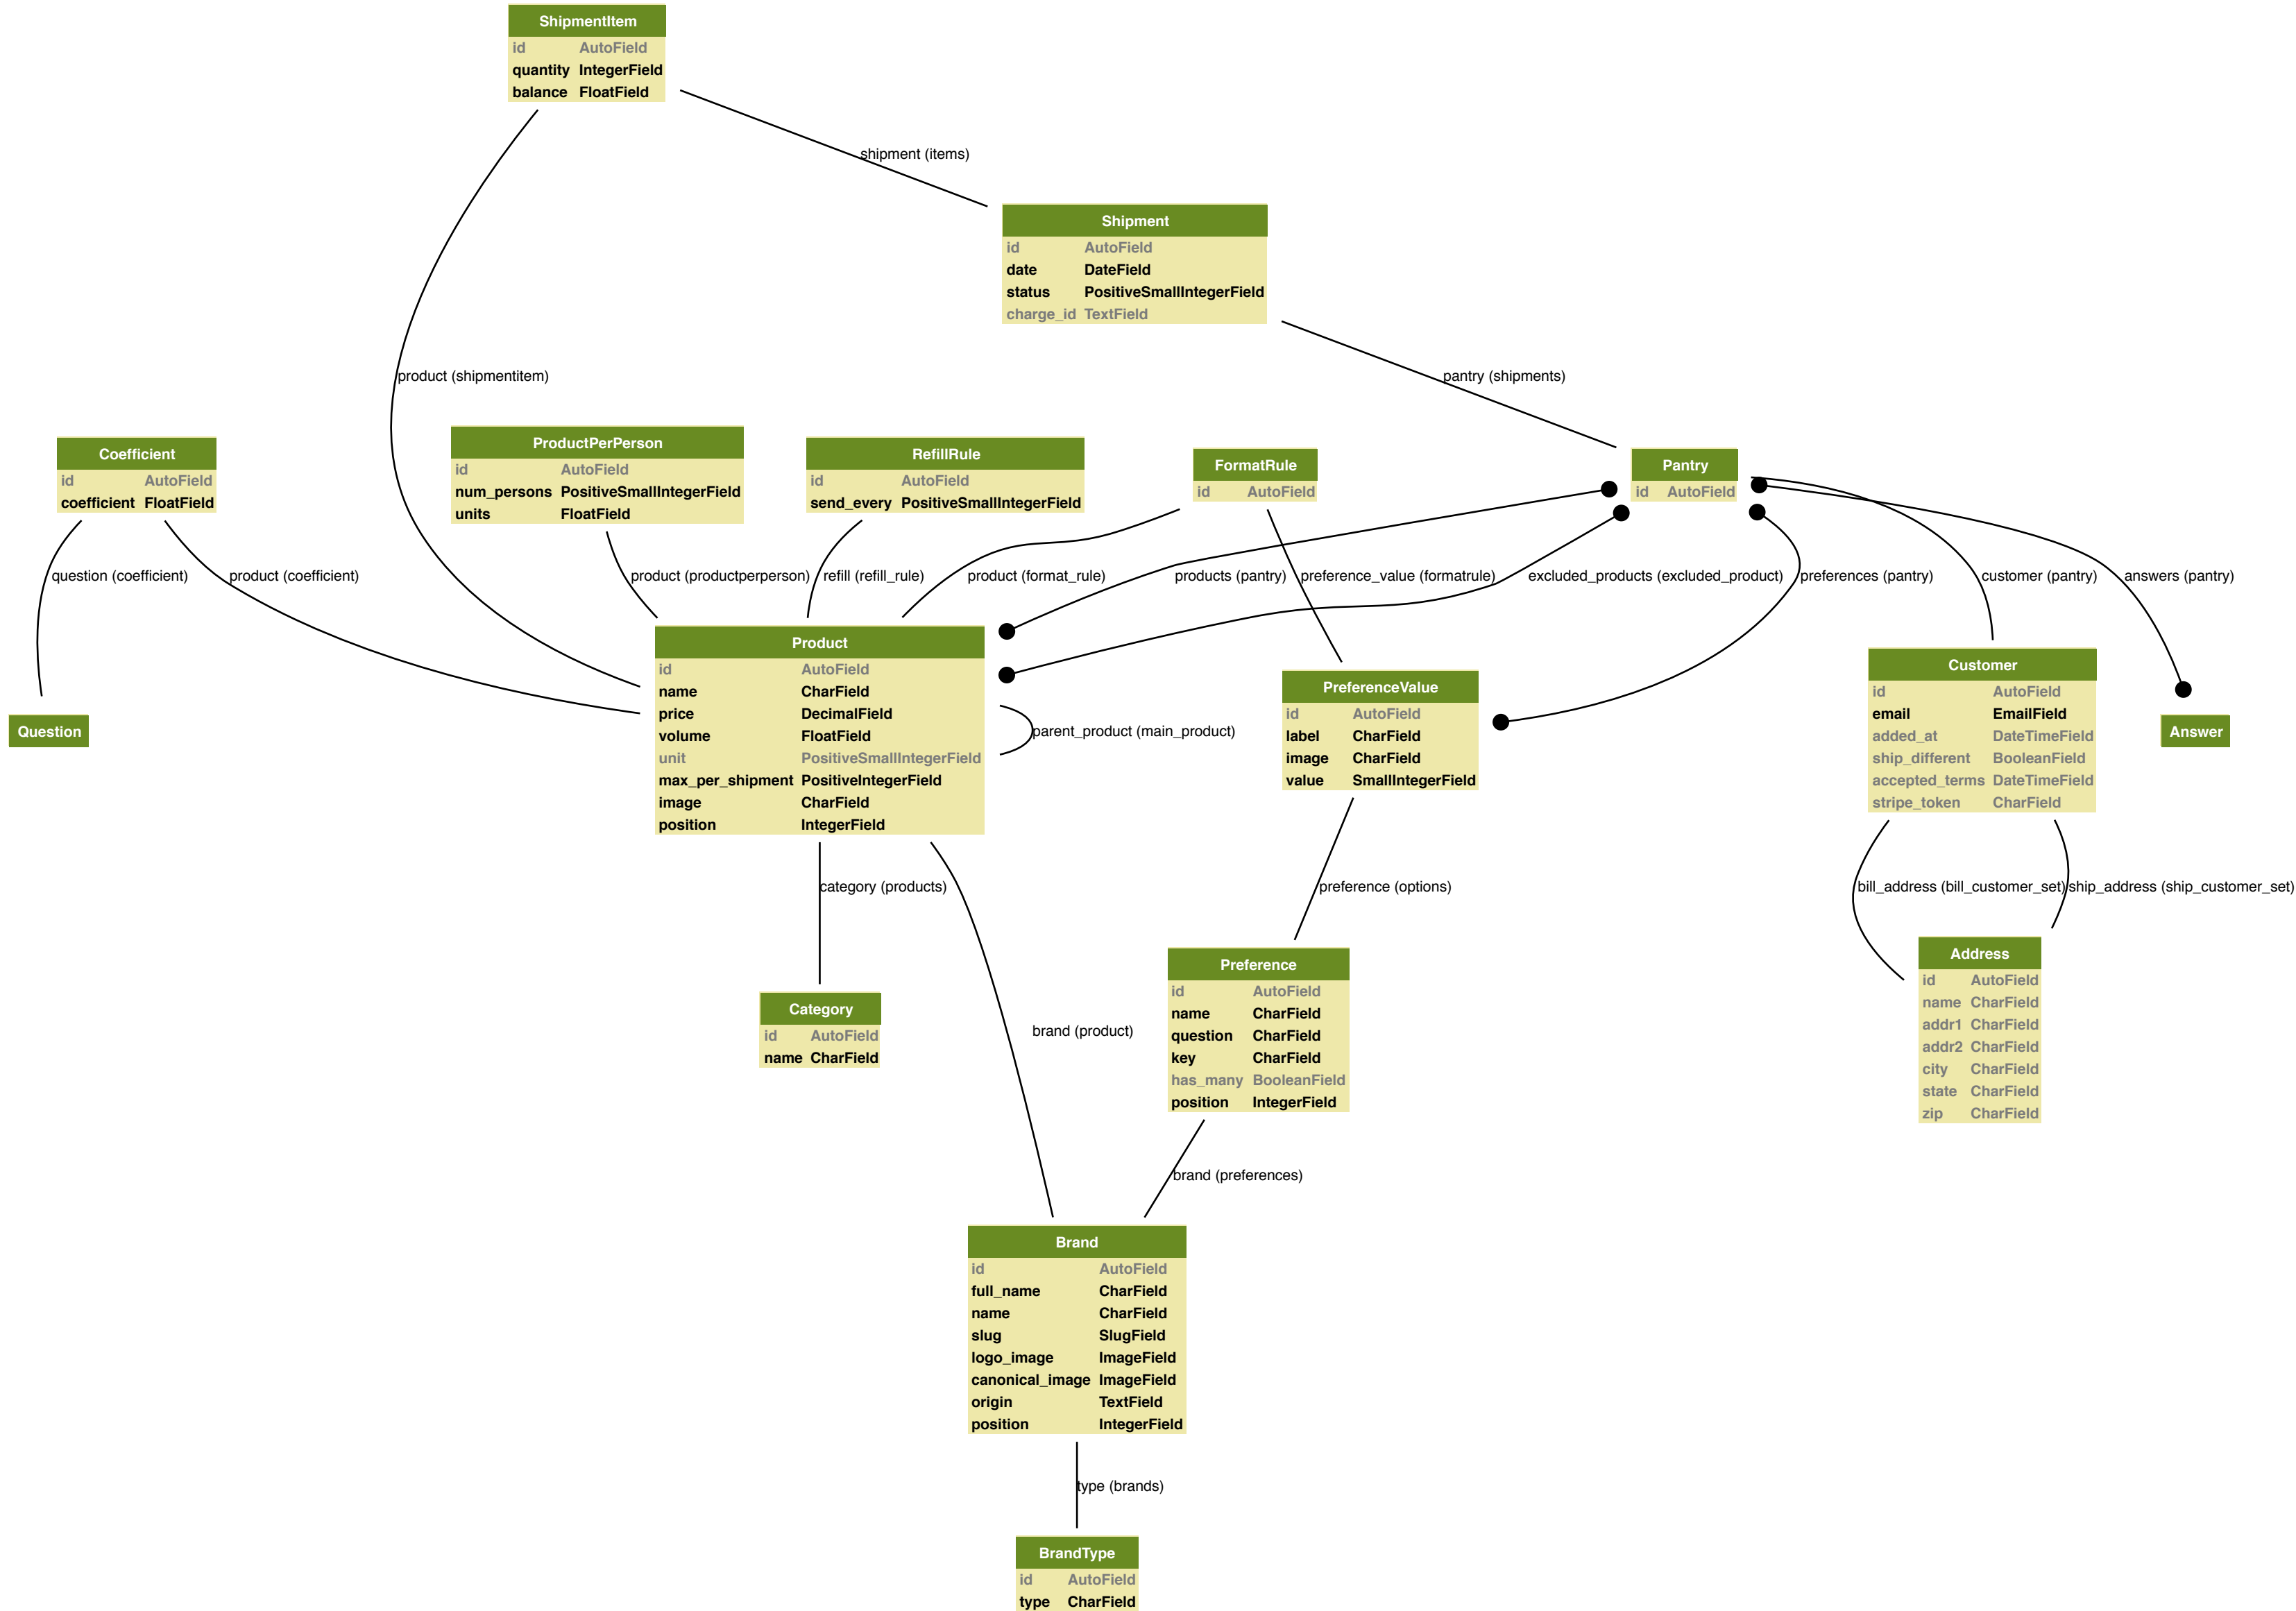 ShipmentItem
id AutoField
quantity IntegerField
balance FloatField
shipment (items)
Shipment
id AutoField
date DateField
status PositiveSmallIntegerField
charge_id TextField
product (shipmentitem)
pantry (shipments)
Coefficient
id AutoField
coefficient FloatField
ProductPerPerson
id AutoField
num_persons PositiveSmallIntegerField
units FloatField
RefillRule
id AutoField
send_every PositiveSmallIntegerField
FormatRule
id AutoField
Pantry
id AutoField
question (coefficient)
product (coefficient)
product (productperperson)
refill (refill_rule)
product (format_rule)
products (pantry)
preference_value (formatrule)
excluded_products (excluded_product)
preferences (pantry)
customer (pantry)
answers (pantry)
Question
Product
id AutoField
name CharField
price DecimalField
volume FloatField
unit PositiveSmallIntegerField
max_per_shipment PositiveIntegerField
image CharField
position IntegerField
parent_product (main_product)
PreferenceValue
id AutoField
label CharField
image CharField
value SmallIntegerField
Customer
id AutoField
email EmailField
added_at DateTimeField
ship_different BooleanField
accepted_terms DateTimeField
stripe_token CharField
Answer
category (products)
preference (options)
bill_address (bill_customer_set)
ship_address (ship_customer_set)
Category
id AutoField
name CharField
brand (product)
Preference
id AutoField
name CharField
question CharField
key CharField
has_many BooleanField
position IntegerField
Address
id AutoField
name CharField
addr1 CharField
addr2 CharField
city CharField
state CharField
zip CharField
brand (preferences)
Brand
id AutoField
full_name CharField
name CharField
slug SlugField
logo_image ImageField
canonical_image ImageField
origin TextField
position IntegerField
type (brands)
BrandType
id AutoField
type CharField